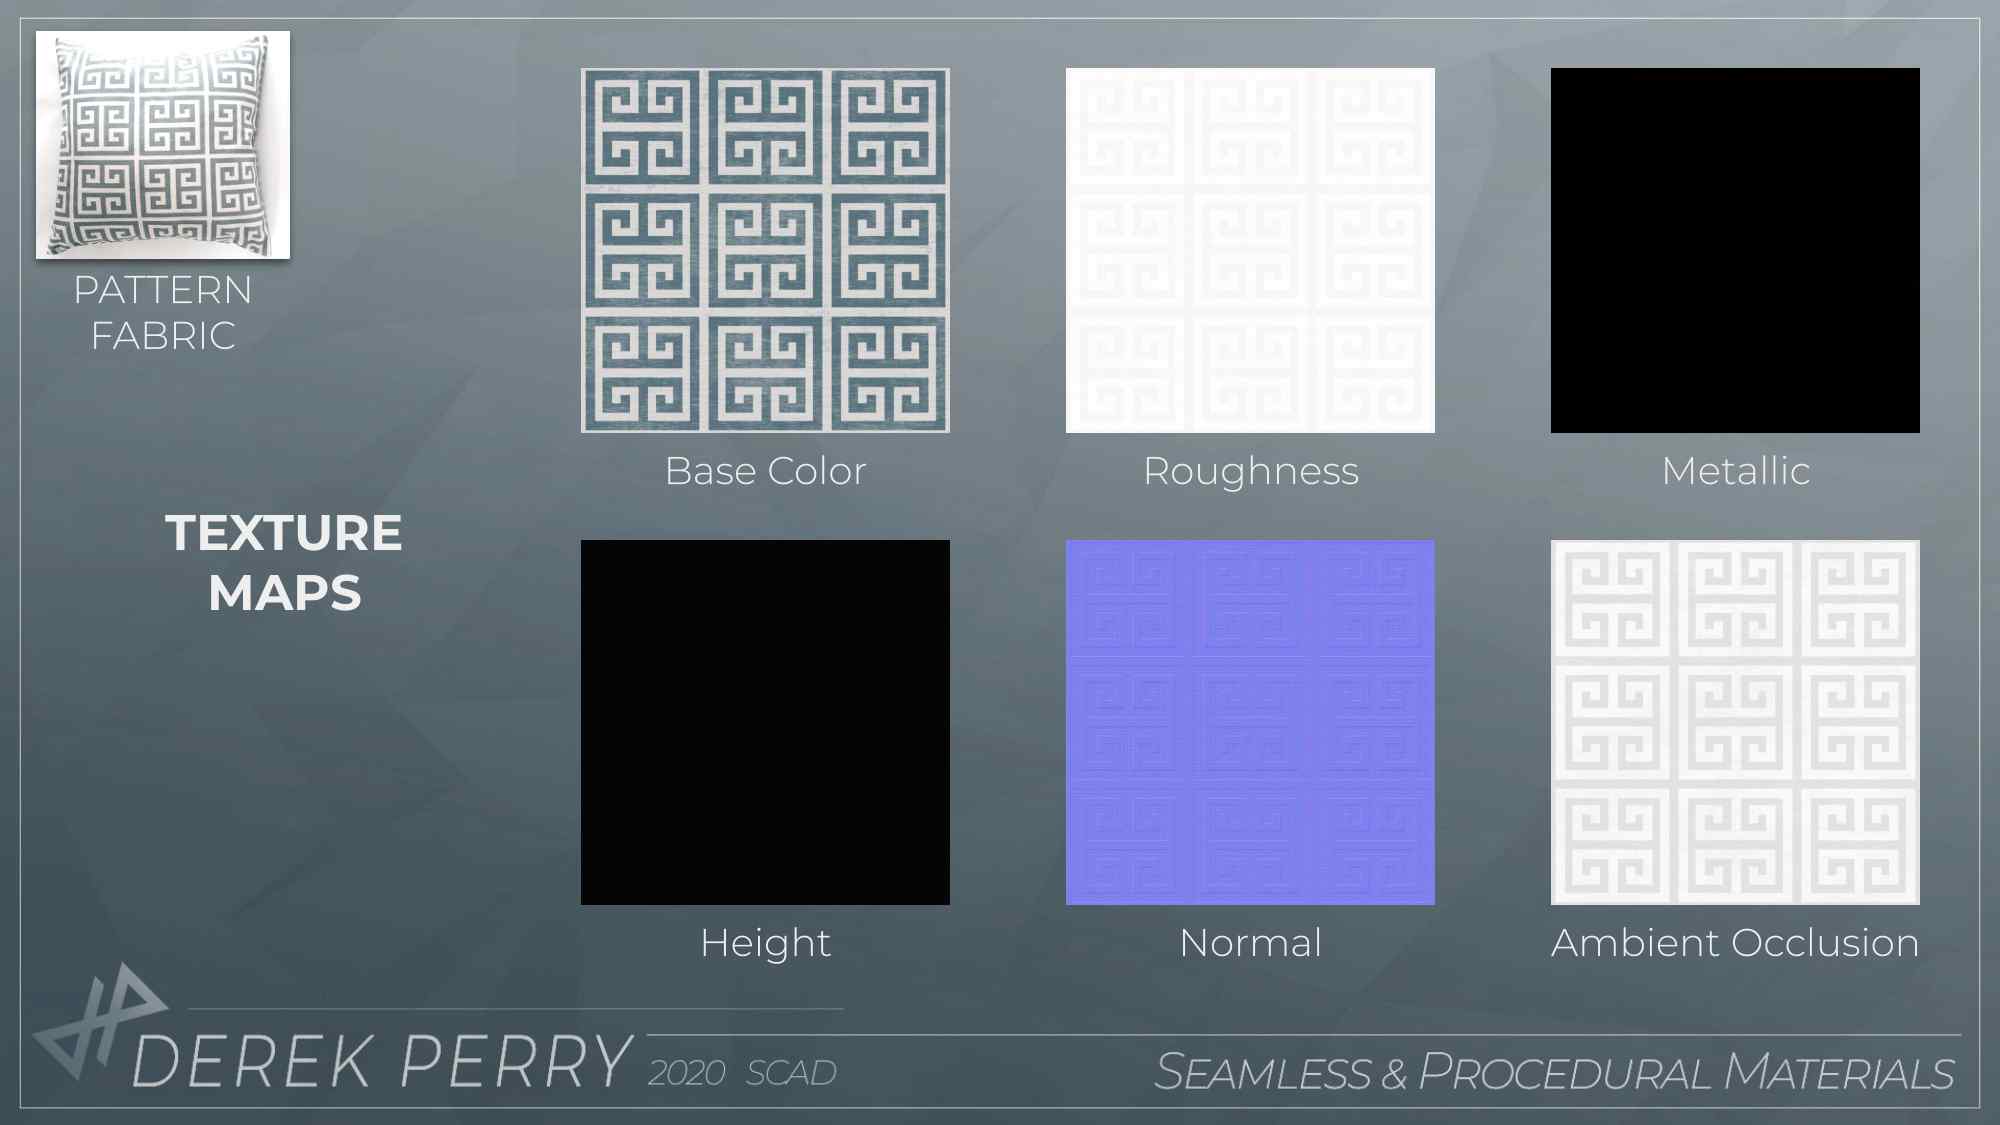 PATTERN
FABRIC
TEXTURE
MAPS
Base Color
Roughness
Metallic
Height
Normal
Ambient Occlusion
DEREK PERRY 2020 SCAD
SEAMLESS & PROCEDURAL MATERIALS